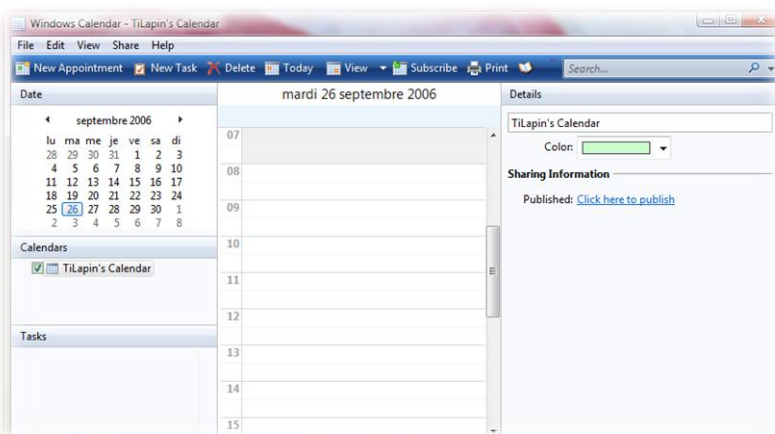 Windows Calendar - TiLapin's Calendar
File Edit View Share Help
New Appointment New Task Delete Today View Subscribe Print Search...
Date
septembre 2006
lu ma me je ve sa di
28 29 30 31 1 2 3
4 5 6 7 8 9 10
11 12 13 14 15 16 17
18 19 20 21 22 23 24
25 26 27 28 29 30 1
2 3 4 5 6 7 8
Calendars
TiLapin's Calendar
Tasks
mardi 26 septembre 2006
07
08
09
10
11
12
13
14
15
Details
TiLapin's Calendar
Color:
Sharing Information
Published: Click here to publish